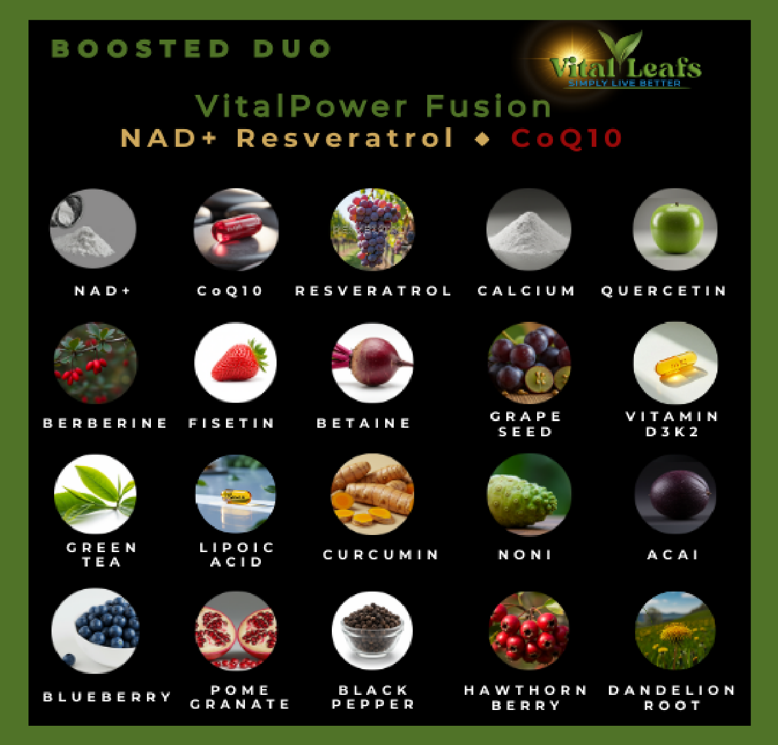 BOOSTED DUO
Vital Leafs
SIMPLY LIVE BETTER
VitalPower Fusion
NAD+ Resveratrol ◆ CoQ10
NAD+
CoQ10
RESVERATROL
CALCIUM
QUERCETIN
BERBERINE
FISETIN
BETAINE
GRAPE
SEED
VITAMIN
D3K2
GREEN
TEA
LIPOIC
ACID
CURCUMIN
NONI
ACAI
BLUEBERRY
POME
GRANATE
BLACK
PEPPER
HAWTHORN
BERRY
DANDELION
ROOT